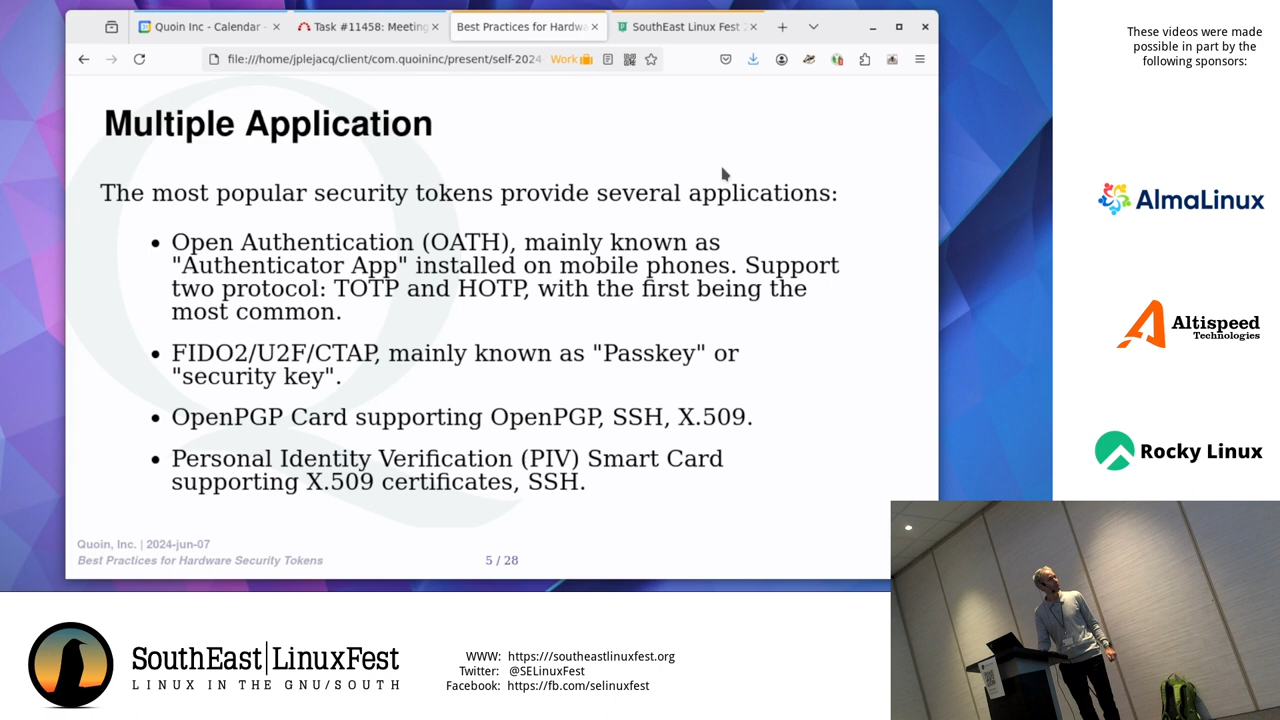 Quoin Inc - Calendar -
Task #11458: Meeting
Best Practices for Hardwa
SouthEast Linux Fest 2
file:///home/jplejacq/client/com.quoininc/present/self-2024-
Work
Multiple Application
The most popular security tokens provide several applications:
• Open Authentication (OATH), mainly known as
"Authenticator App" installed on mobile phones. Support
two protocol: TOTP and HOTP, with the first being the
most common.
• FIDO2/U2F/CTAP, mainly known as "Passkey" or
"security key".
• OpenPGP Card supporting OpenPGP, SSH, X.509.
• Personal Identity Verification (PIV) Smart Card
supporting X.509 certificates, SSH.
Quoin, Inc. | 2024-jun-07
Best Practices for Hardware Security Tokens
5 / 28
These videos were made
possible in part by the
following sponsors:
AlmaLinux
Altispeed
Technologies
Rocky Linux
SouthEast LinuxFest
LINUX IN THE GNU/SOUTH
WWW: https://southeastlinuxfest.org
Twitter: @SELinuxFest
Facebook: https://fb.com/selinuxfest